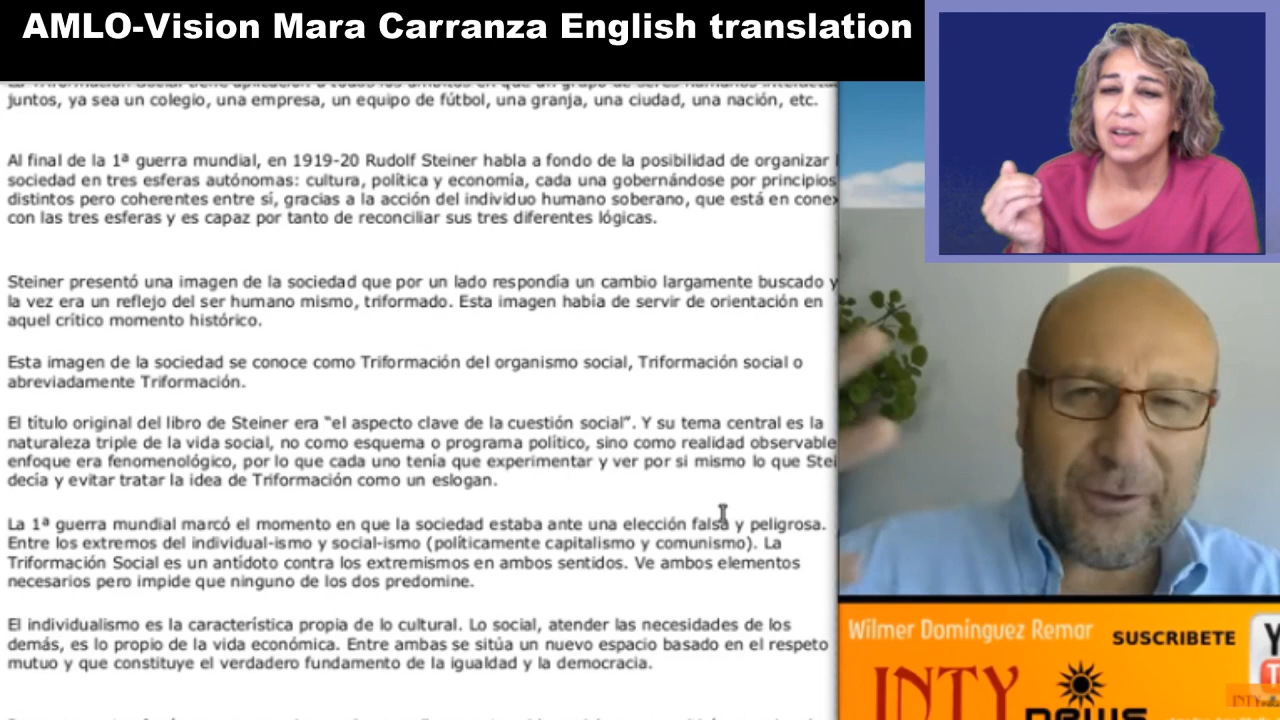 AMLO-Vision Mara Carranza English translation
juntos, ya sea un colegio, una empresa, un equipo de fútbol, una granja, una ciudad, una nación, etc.
Al final de la 1ª guerra mundial, en 1919-20 Rudolf Steiner habla a fondo de la posibilidad de organizar
sociedad en tres esferas autónomas: cultura, política y economía, cada una gobernándose por principios
distintos pero coherentes entre sí, gracias a la acción del individuo humano soberano, que está en
con las tres esferas y es capaz por tanto de reconciliar sus tres diferentes lógicas.
Steiner presentó una imagen de la sociedad que por un lado respondía un cambio largamente buscado y
la vez era un reflejo del ser humano mismo, triformado. Esta imagen había de servir de orientación en
aquel crítico momento histórico.
Esta imagen de la sociedad se conoce como Triformación del organismo social, Triformación social o
abreviadamente Triformación.
El título original del libro de Steiner era “el aspecto clave de la cuestión social”. Y su tema central es la
naturaleza triple de la vida social, no como esquema o programa político, sino como realidad observable
enfoque era fenomenológico, por lo que cada uno tenía que experimentar y ver por si mismo lo que
decía y evitar tratar la idea de Triformación como un eslogan.
La 1ª guerra mundial marcó el momento en que la sociedad estaba ante una elección falsa y peligrosa.
Entre los extremos del individual-ismo y social-ismo (políticamente capitalismo y comunismo). La
Triformación Social es un antídoto contra los extremismos en ambos sentidos. Ve ambos elementos
necesarios pero impide que ninguno de los dos predomine.
El individualismo es la característica propia de lo cultural. Lo social, atender las necesidades de los
demás, es lo propio de la vida económica. Entre ambas se sitúa un nuevo espacio basado en el respeto
mutuo y que constituye el verdadero fundamento de la igualdad y la democracia.
Wilmer Domínguez Remar
SUSCRIBETE
INTY
news